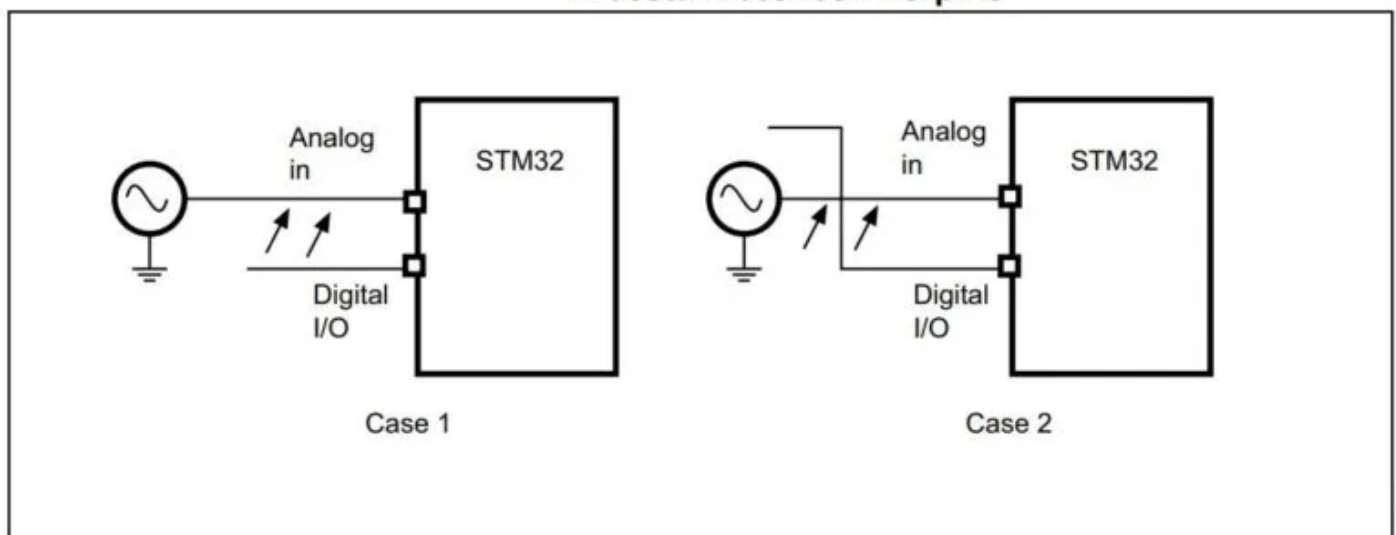 Analog
in
STM32
Digital
I/O
Case 1
Analog
in
STM32
Digital
I/O
Case 2